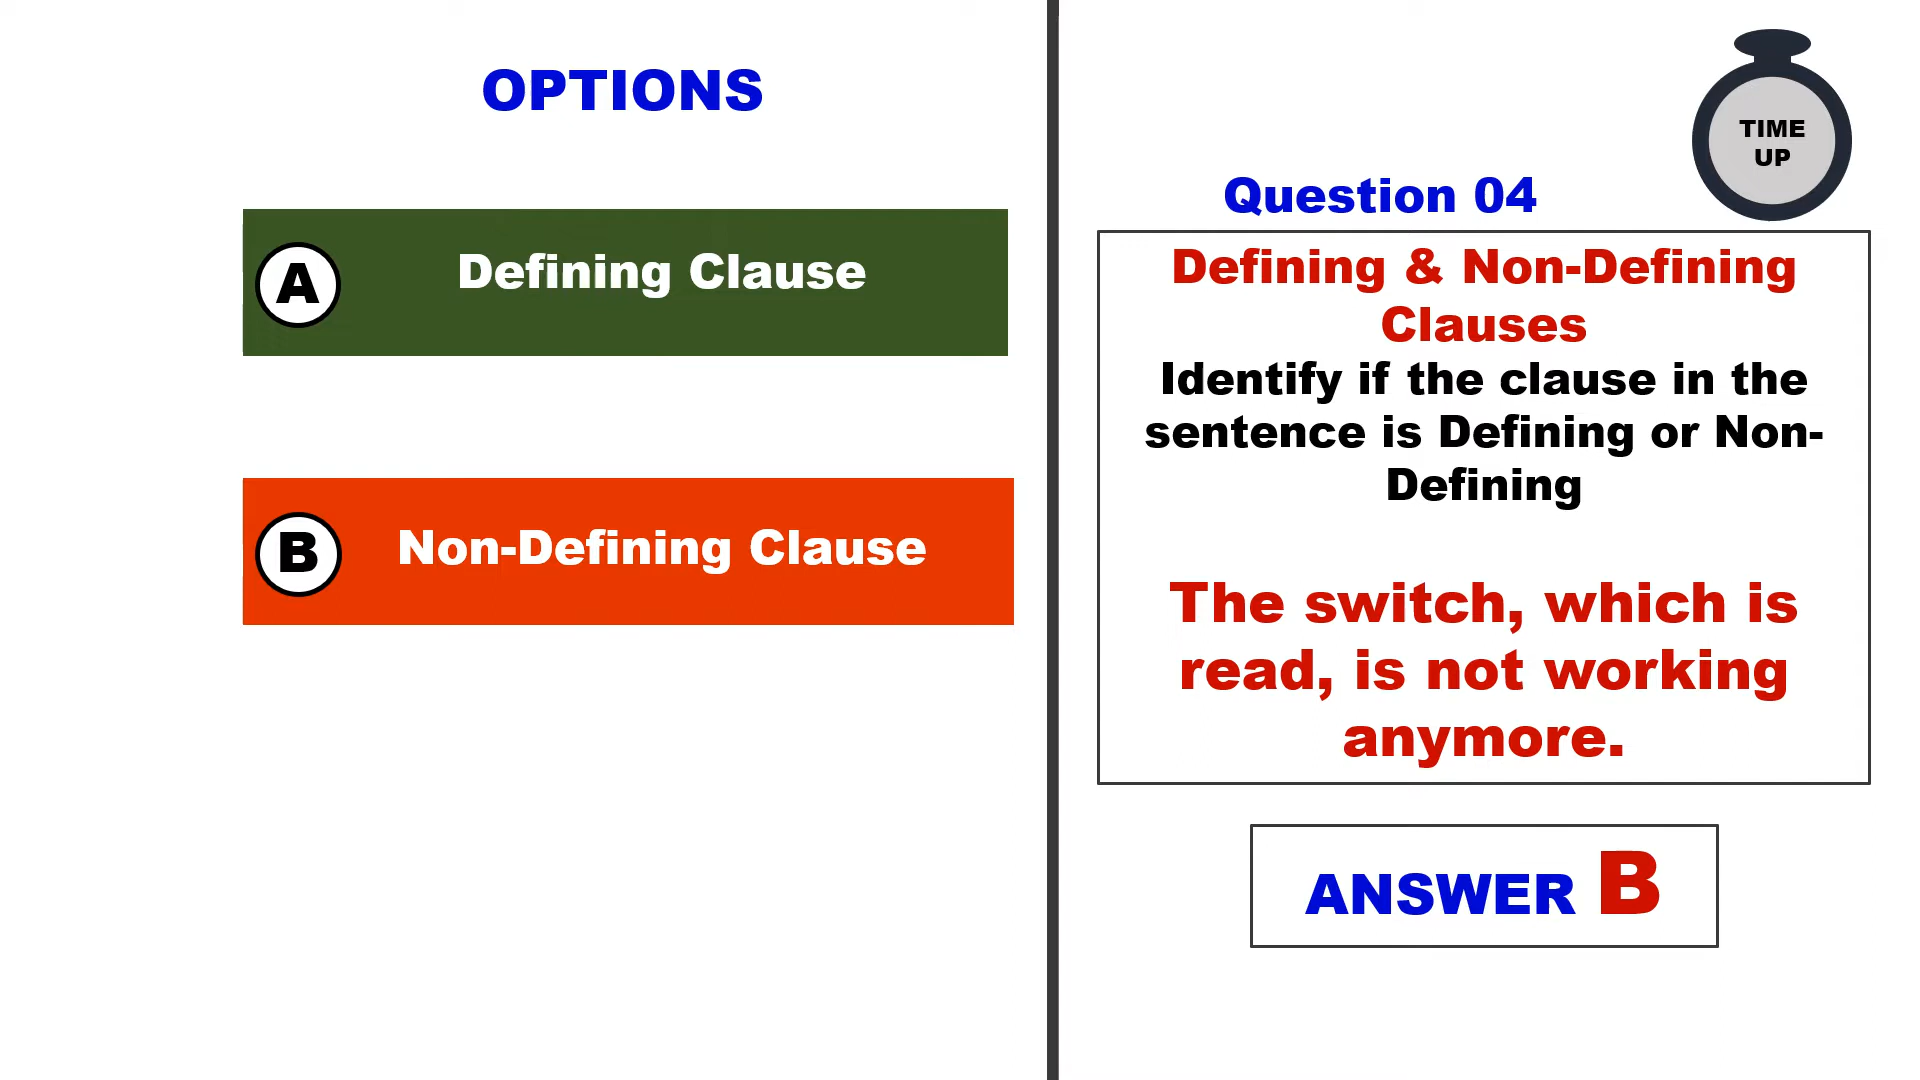 OPTIONS
A Defining Clause
B Non-Defining Clause
TIME
UP
Question 04
Defining & Non-Defining
Clauses
Identify if the clause in the
sentence is Defining or Non-
Defining
The switch, which is
read, is not working
anymore.
ANSWER B